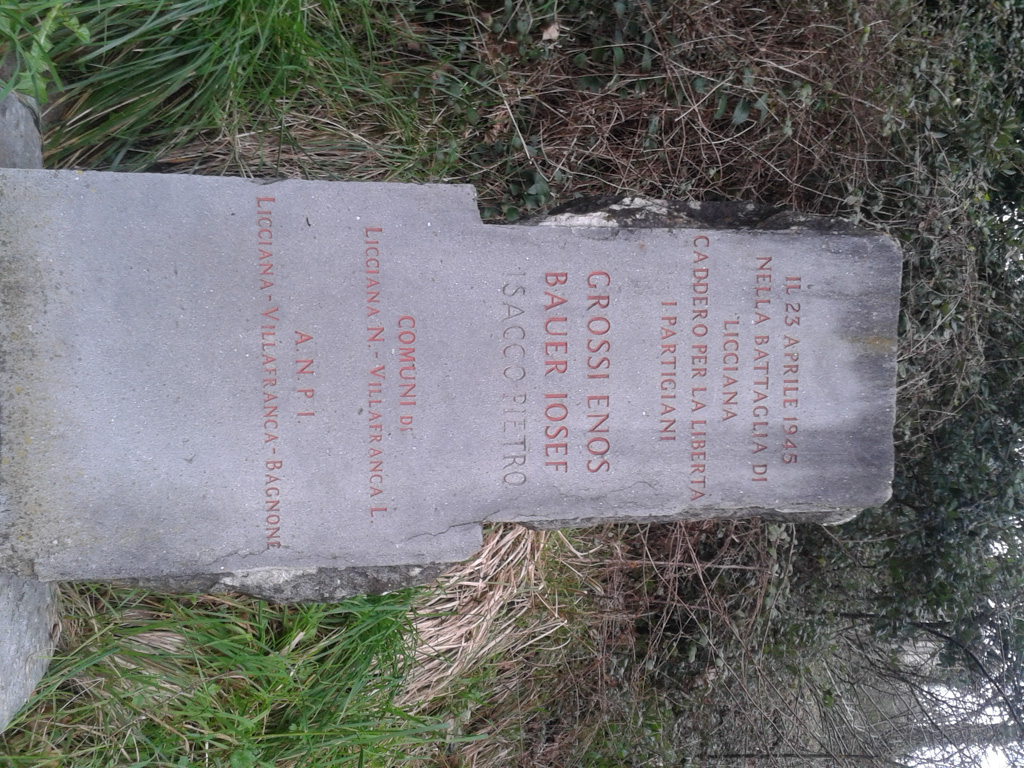 IL 23 APRILE 1945
NELLA BATTAGLIA DI
LICCIANA
CADDERO PER LA LIBERTA
I PARTIGIANI
GROSSI ENOS
BAUER IOSEF
ISACCO PIETRO
COMUNI DI
LICCIANA N.-VILLAFRANCA L.
A.N.P.I.
LICCIANA-VILLAFRANCA-BAGNONE